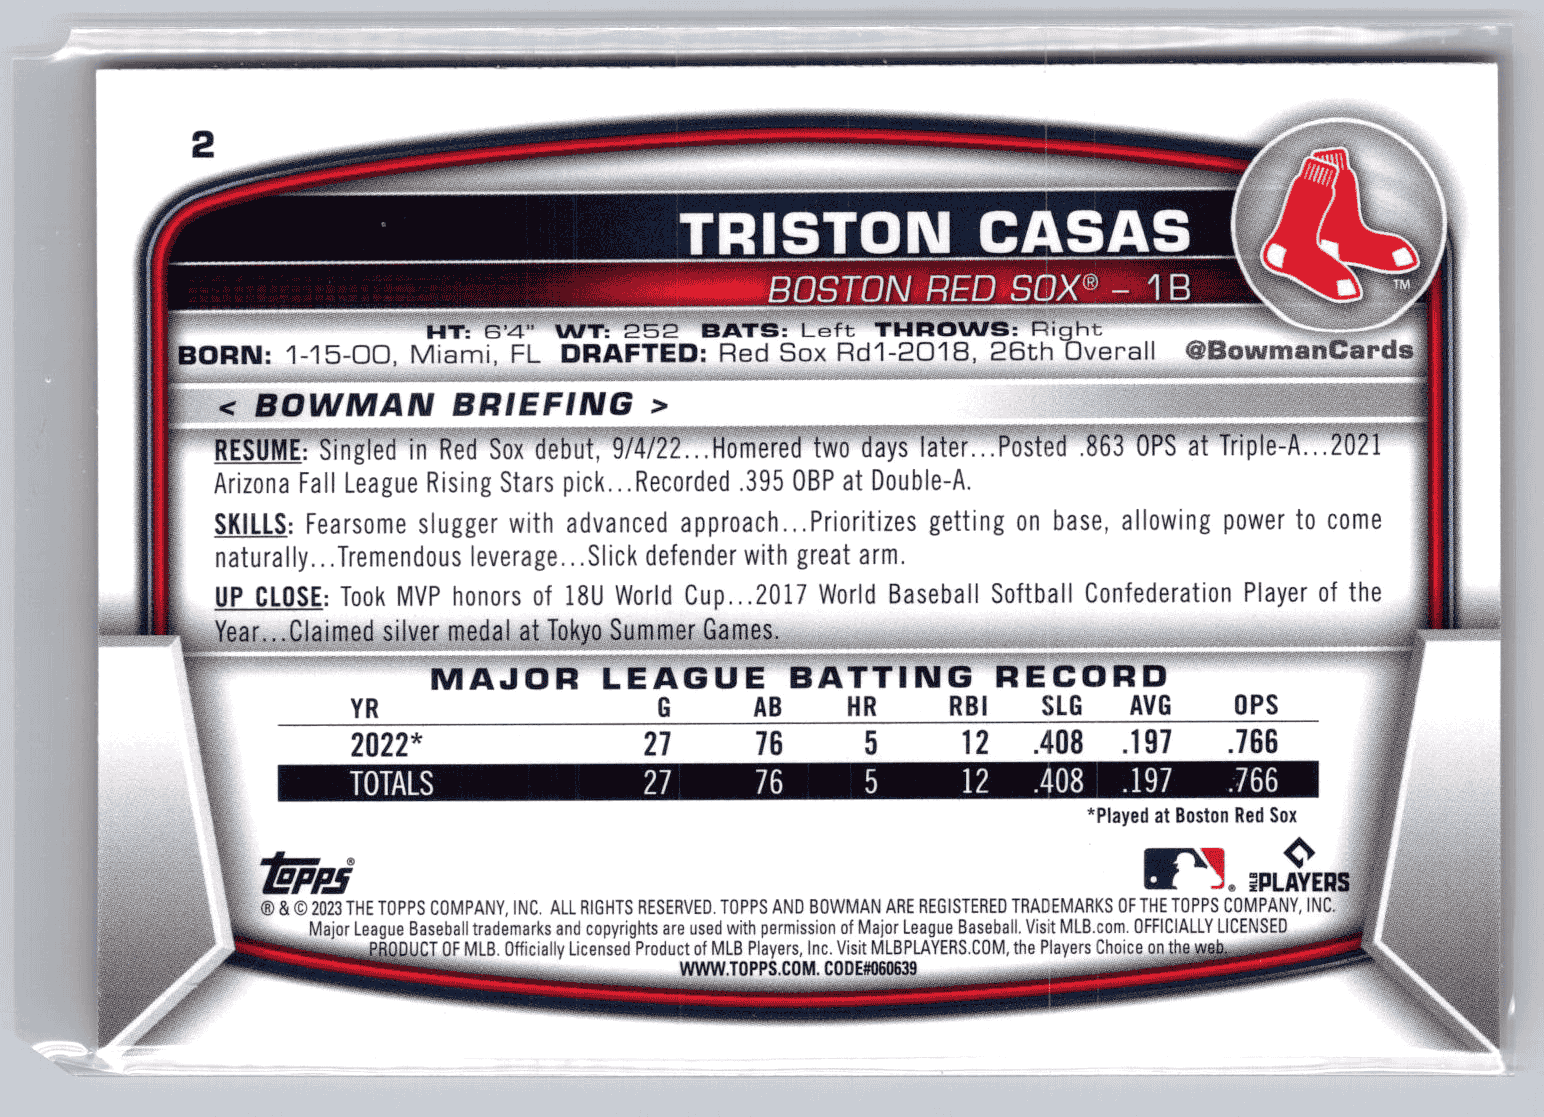 2
TRISTON CASAS
BOSTON RED SOX® – 1B
TM
HT: 6'4" WT: 252 BATS: Left THROWS: Right
BORN: 1-15-00, Miami, FL DRAFTED: Red Sox Rd1-2018, 26th Overall @BowmanCards
< BOWMAN BRIEFING >
RESUME: Singled in Red Sox debut, 9/4/22...Homered two days later...Posted .863 OPS at Triple-A...2021
Arizona Fall League Rising Stars pick...Recorded .395 OBP at Double-A.
SKILLS: Fearsome slugger with advanced approach...Prioritizes getting on base, allowing power to come
naturally...Tremendous leverage...Slick defender with great arm.
UP CLOSE: Took MVP honors of 18U World Cup...2017 World Baseball Softball Confederation Player of the
Year...Claimed silver medal at Tokyo Summer Games.
MAJOR LEAGUE BATTING RECORD
YR G AB HR RBI SLG AVG OPS
2022* 27 76 5 12 .408 .197 .766
TOTALS 27 76 5 12 .408 .197 .766
*Played at Boston Red Sox
Topps® ® MLB PLAYERS
® & © 2023 THE TOPPS COMPANY, INC. ALL RIGHTS RESERVED. TOPPS AND BOWMAN ARE REGISTERED TRADEMARKS OF THE TOPPS COMPANY, INC.
Major League Baseball trademarks and copyrights are used with permission of Major League Baseball. Visit MLB.com. OFFICIALLY LICENSED
PRODUCT OF MLB. Officially Licensed Product of MLB Players, Inc. Visit MLBPLAYERS.COM, the Players Choice on the web.
WWW.TOPPS.COM. CODE#060639